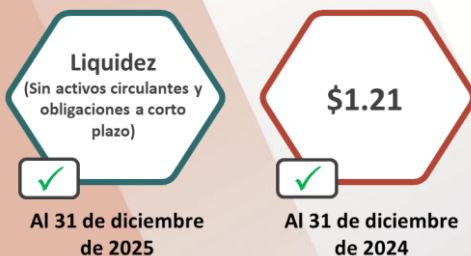 Liquidez
(Sin activos circulantes y
obligaciones a corto
plazo)
$1.21
Al 31 de diciembre
de 2025
Al 31 de diciembre
de 2024